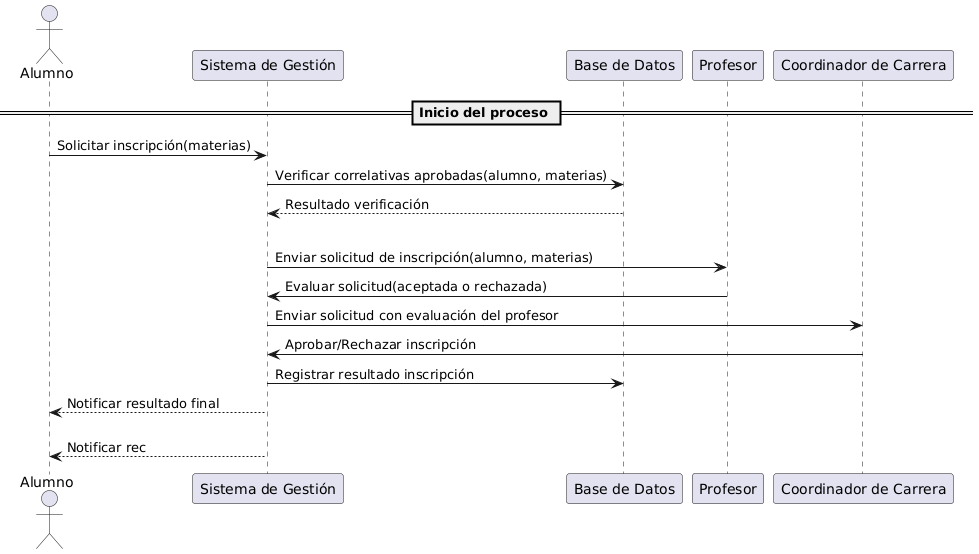 Alumno
Sistema de Gestión
Base de Datos
Profesor
Coordinador de Carrera
Inicio del proceso
Solicitar inscripción(materias)
Verificar correlativas aprobadas(alumno, materias)
Resultado verificación
Enviar solicitud de inscripción(alumno, materias)
Evaluar solicitud(aceptada o rechazada)
Enviar solicitud con evaluación del profesor
Aprobar/Rechazar inscripción
Registrar resultado inscripción
Notificar resultado final
Notificar rec
Alumno
Sistema de Gestión
Base de Datos
Profesor
Coordinador de Carrera